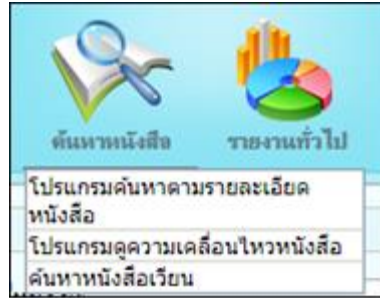 ค้นหาหนังสือ
รายงานทั่วไป
โปรแกรมค้นหาตามรายละเอียด
หนังสือ
โปรแกรมดูความเคลื่อนไหวหนังสือ
ค้นหาหนังสือเวียน